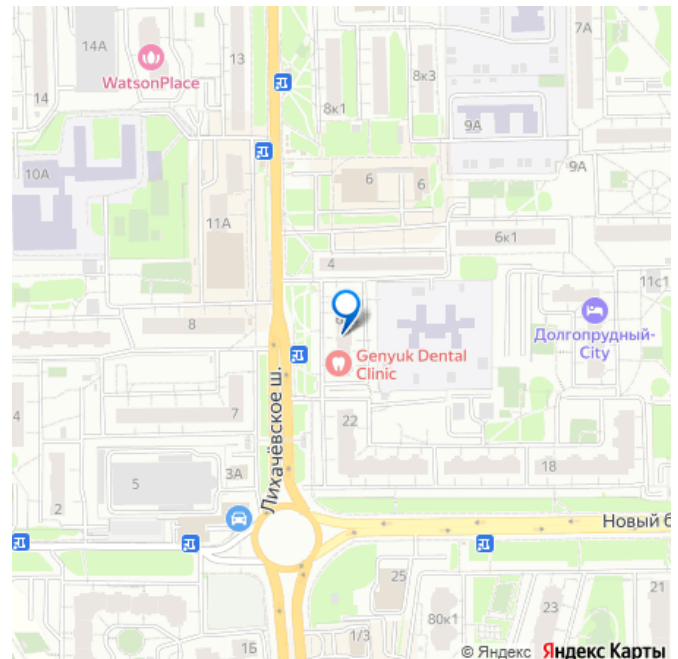 14А
WatsonPlace
13
14
7А
8к3
8к1
9А
10А
6
6
9А
11А
6к1
4
11с1
8
Долгопрудный-
City
Genyuk Dental
Clinic
Лихачёвское ш.
7
22
3А
18
5
2
Новый б
25
21
80к1
23
1Б
1/3
© Яндекс Яндекс Карты